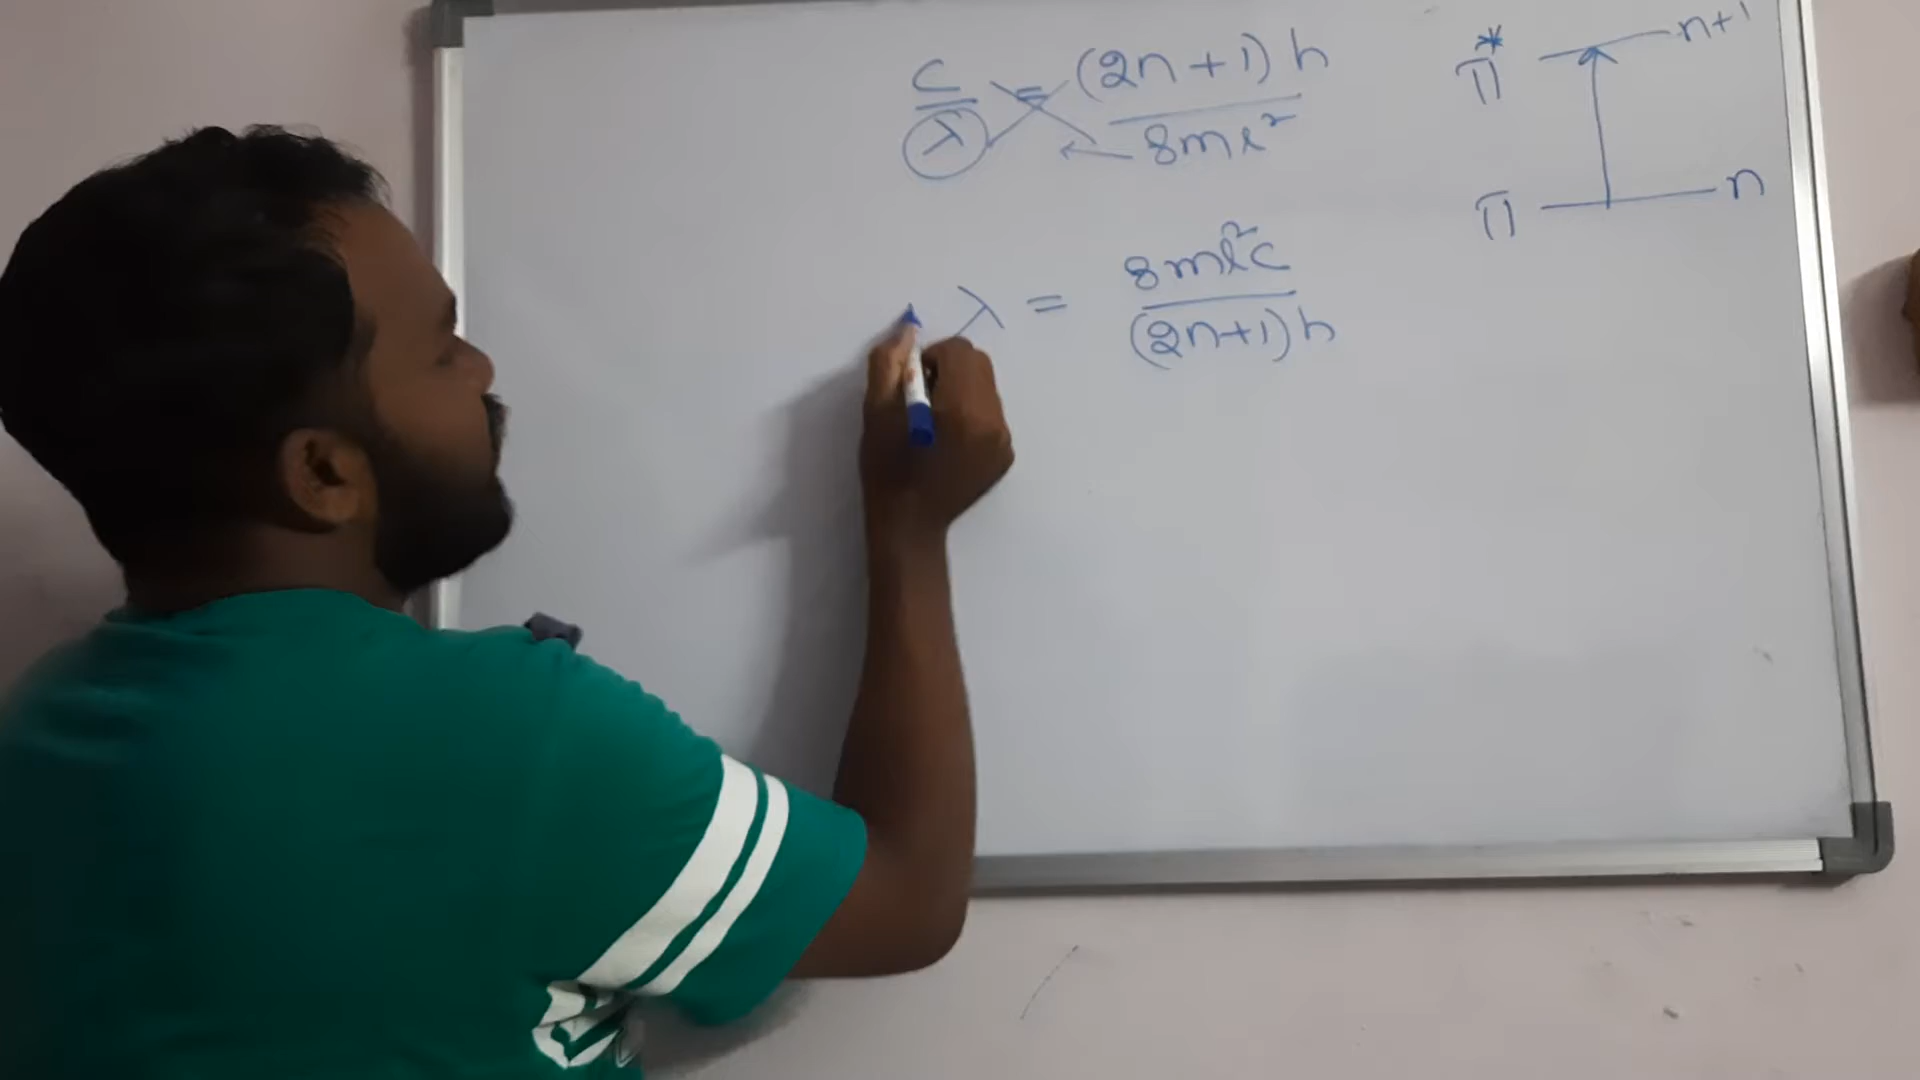 c/λ = (2n+1)h / 8ml²
π* n+1
π n
λ = 8ml²c / (2n+1)h